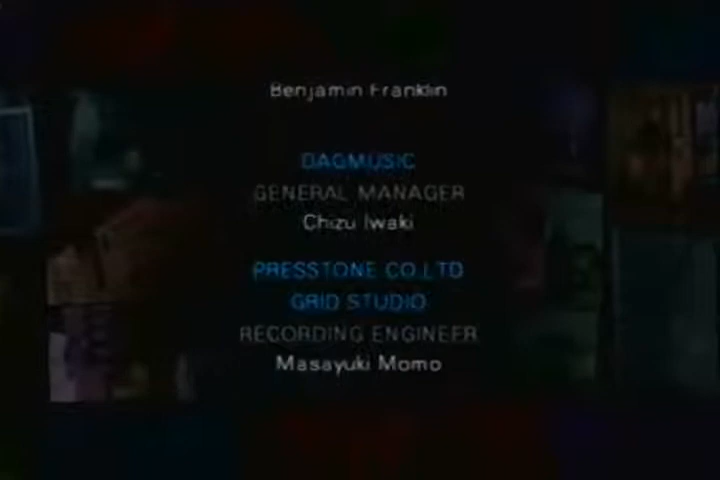 Benjamin Franklin
DAGMUSIC
GENERAL MANAGER
Chizu Iwaki
PRESSTONE CO.LTD
GRID STUDIO
RECORDING ENGINEER
Masayuki Momo